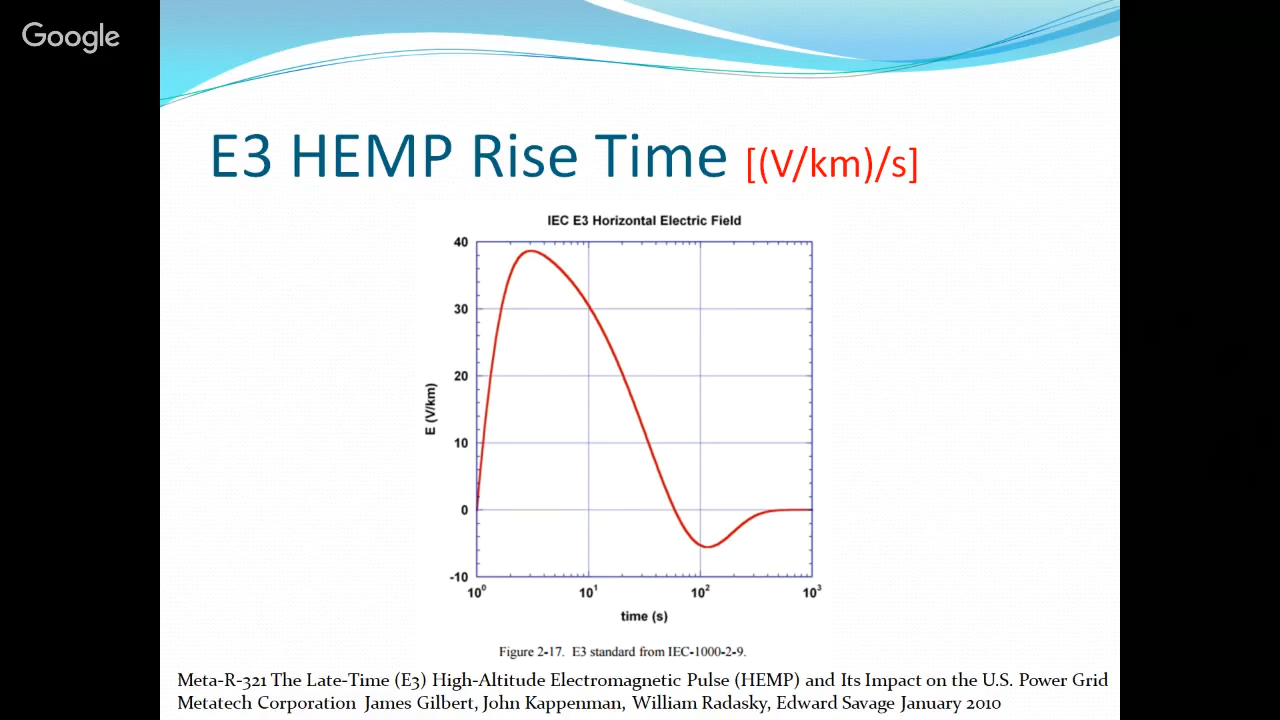 Google
E3 HEMP Rise Time [(V/km)/s]
IEC E3 Horizontal Electric Field
40
30
20
10
0
-10
E (V/km)
10⁰ 10¹ 10² 10³
time (s)
Figure 2-17. E3 standard from IEC-1000-2-9.
Meta-R-321 The Late-Time (E3) High-Altitude Electromagnetic Pulse (HEMP) and Its Impact on the U.S. Power Grid
Metatech Corporation James Gilbert, John Kappenman, William Radasky, Edward Savage January 2010